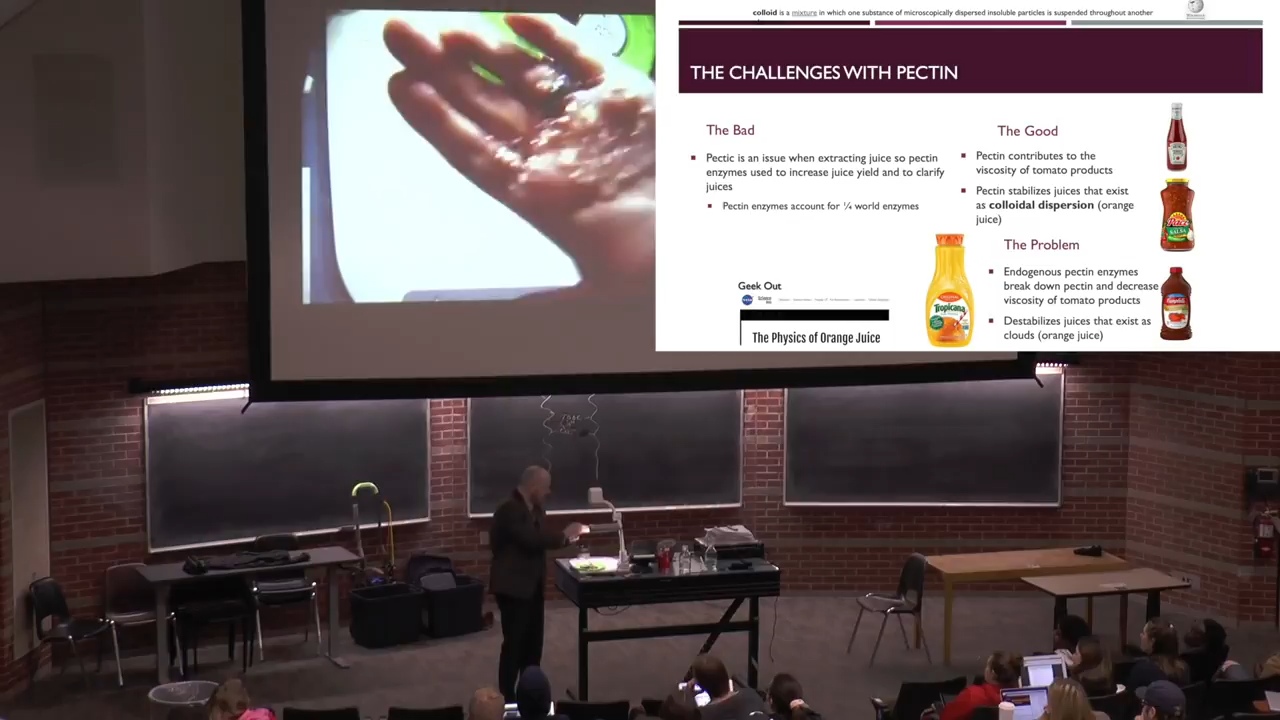 colloid is a mixture in which one substance of microscopically dispersed insoluble particles is suspended throughout another
THE CHALLENGES WITH PECTIN
The Bad
Pectic is an issue when extracting juice so pectin
enzymes used to increase juice yield and to clarify
juices
Pectin enzymes account for ¼ world enzymes
The Good
Pectin contributes to the
viscosity of tomato products
Pectin stabilizes juices that exist
as colloidal dispersion (orange
juice)
The Problem
Endogenous pectin enzymes
break down pectin and decrease
viscosity of tomato products
Destabilizes juices that exist as
clouds (orange juice)
Geek Out
The Physics of Orange Juice
Tropicana
Pace
SALSA
Campbell's